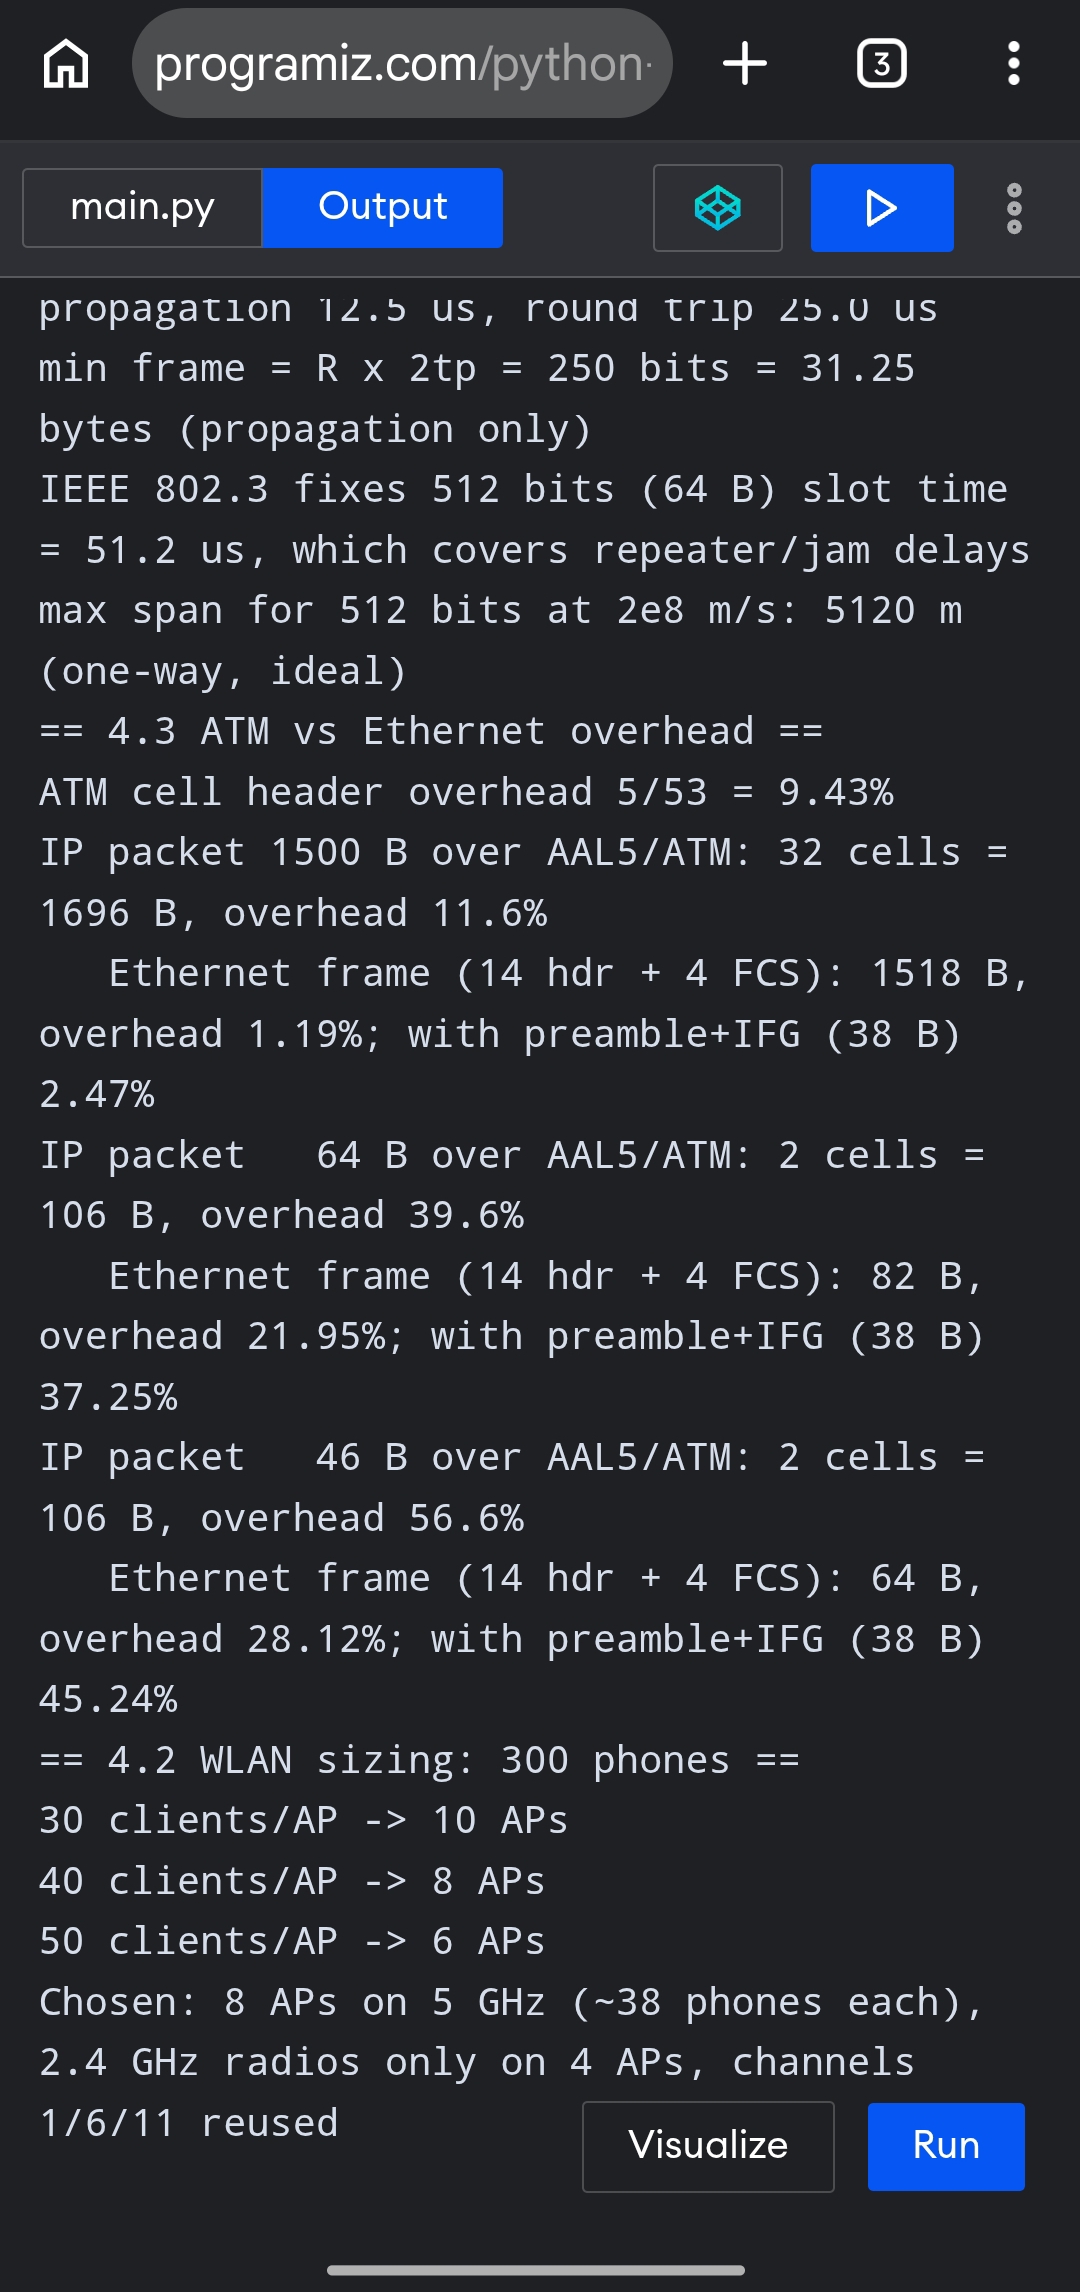 programiz.com/python-
3
main.py
Output
propagation 12.5 us, round trip 25.0 us
min frame = R x 2tp = 250 bits = 31.25
bytes (propagation only)
IEEE 802.3 fixes 512 bits (64 B) slot time
= 51.2 us, which covers repeater/jam delays
max span for 512 bits at 2e8 m/s: 5120 m
(one-way, ideal)
== 4.3 ATM vs Ethernet overhead ==
ATM cell header overhead 5/53 = 9.43%
IP packet 1500 B over AAL5/ATM: 32 cells =
1696 B, overhead 11.6%
   Ethernet frame (14 hdr + 4 FCS): 1518 B,
overhead 1.19%; with preamble+IFG (38 B)
2.47%
IP packet   64 B over AAL5/ATM: 2 cells =
106 B, overhead 39.6%
   Ethernet frame (14 hdr + 4 FCS): 82 B,
overhead 21.95%; with preamble+IFG (38 B)
37.25%
IP packet   46 B over AAL5/ATM: 2 cells =
106 B, overhead 56.6%
   Ethernet frame (14 hdr + 4 FCS): 64 B,
overhead 28.12%; with preamble+IFG (38 B)
45.24%
== 4.2 WLAN sizing: 300 phones ==
30 clients/AP -> 10 APs
40 clients/AP -> 8 APs
50 clients/AP -> 6 APs
Chosen: 8 APs on 5 GHz (~38 phones each),
2.4 GHz radios only on 4 APs, channels
1/6/11 reused
Visualize
Run